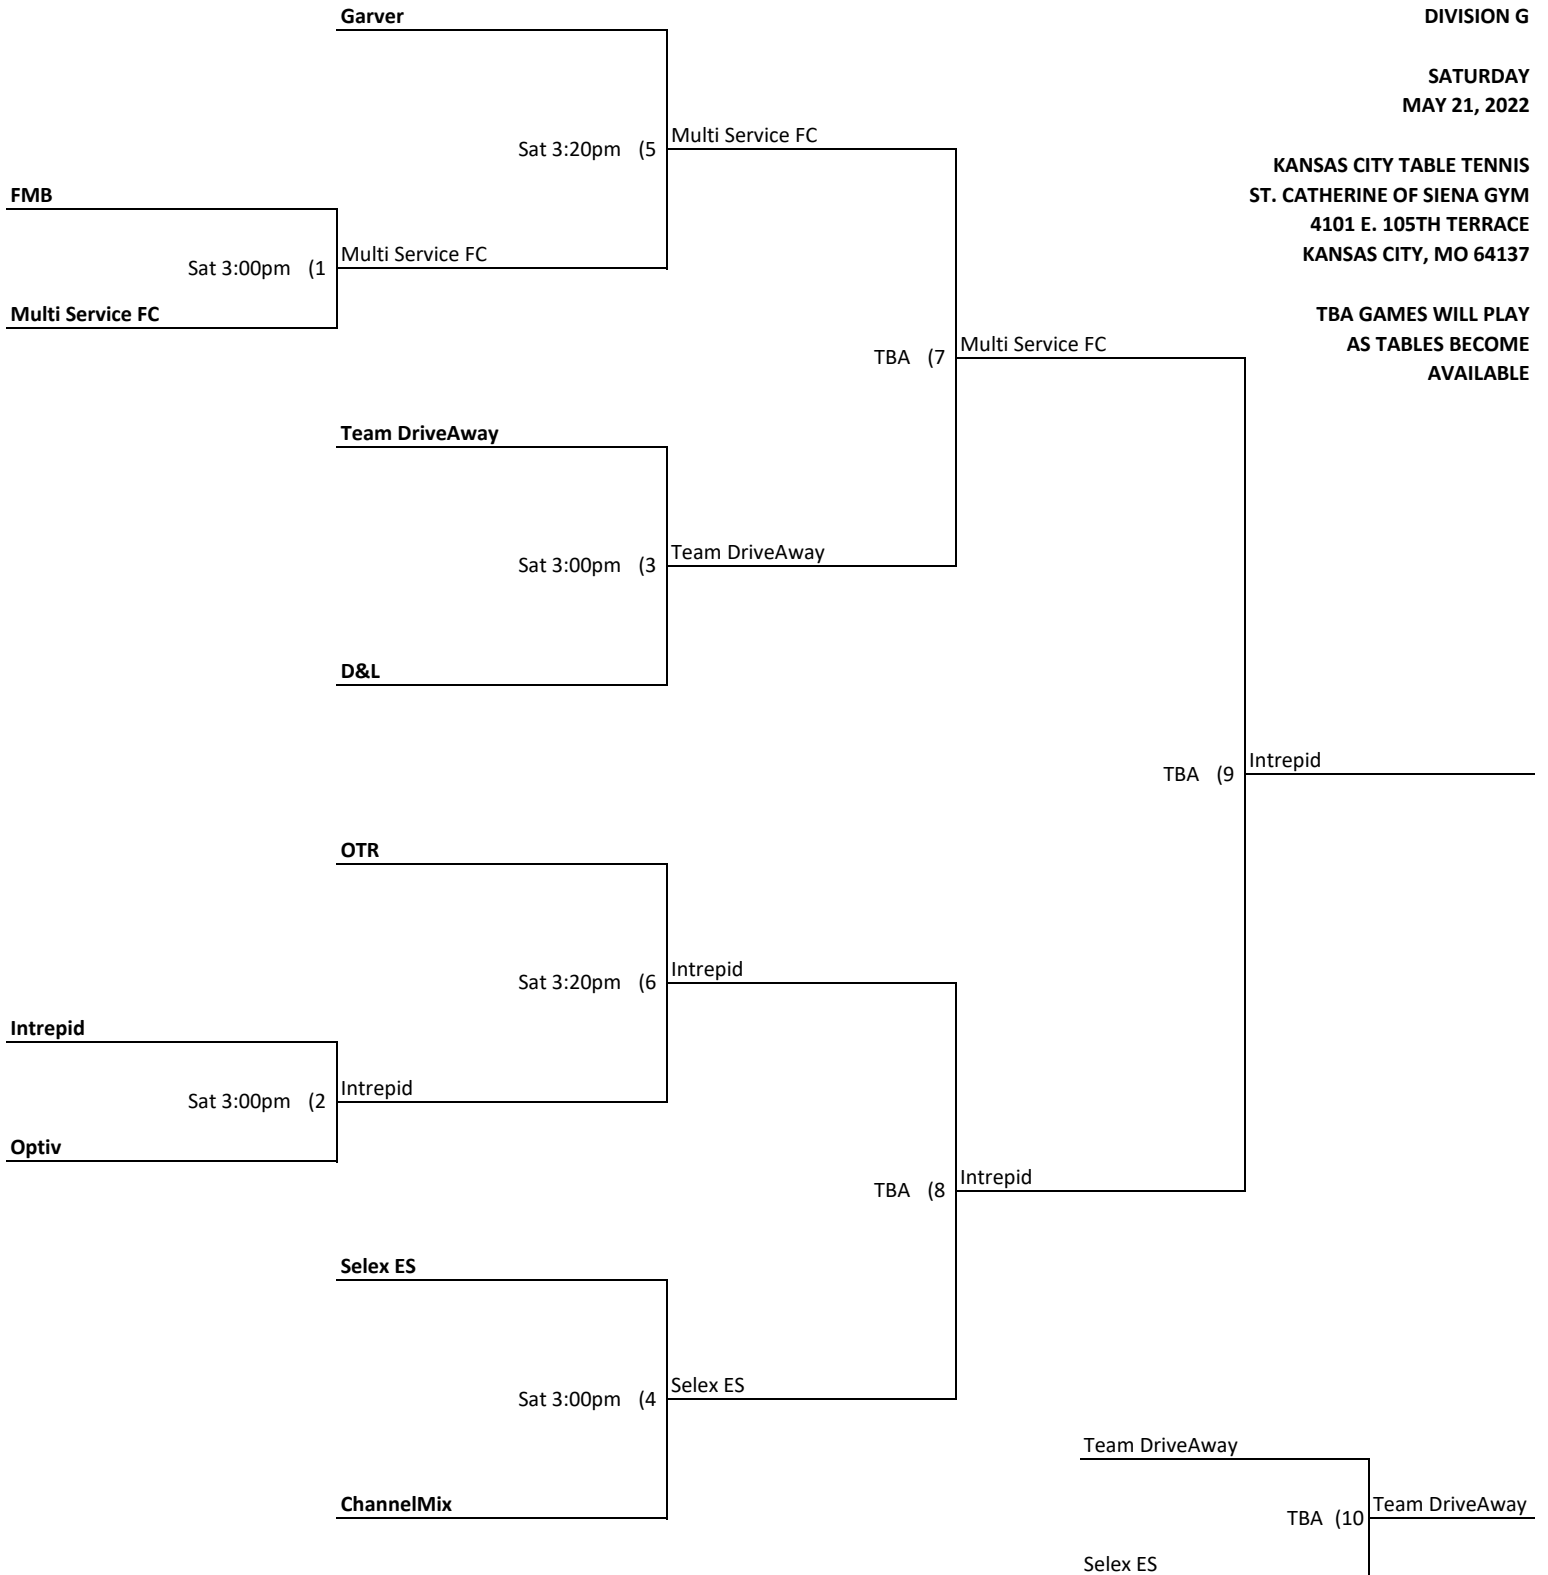 Garver
DIVISION G
SATURDAY
MAY 21, 2022
Multi Service FC
Sat 3:20pm (5
KANSAS CITY TABLE TENNIS
FMB
ST. CATHERINE OF SIENA GYM
4101 E. 105TH TERRACE
Multi Service FC
KANSAS CITY, MO 64137
Sat 3:00pm (1
Multi Service FC
TBA GAMES WILL PLAY
Multi Service FC
AS TABLES BECOME
TBA (7
AVAILABLE
Team DriveAway
Team DriveAway
Sat 3:00pm (3
D&L
Intrepid
TBA (9
OTR
Intrepid
Sat 3:20pm (6
Intrepid
Intrepid
Sat 3:00pm (2
Optiv
Intrepid
TBA (8
Selex ES
Selex ES
Sat 3:00pm (4
Team DriveAway
ChannelMix
Team DriveAway
TBA (10
Selex ES